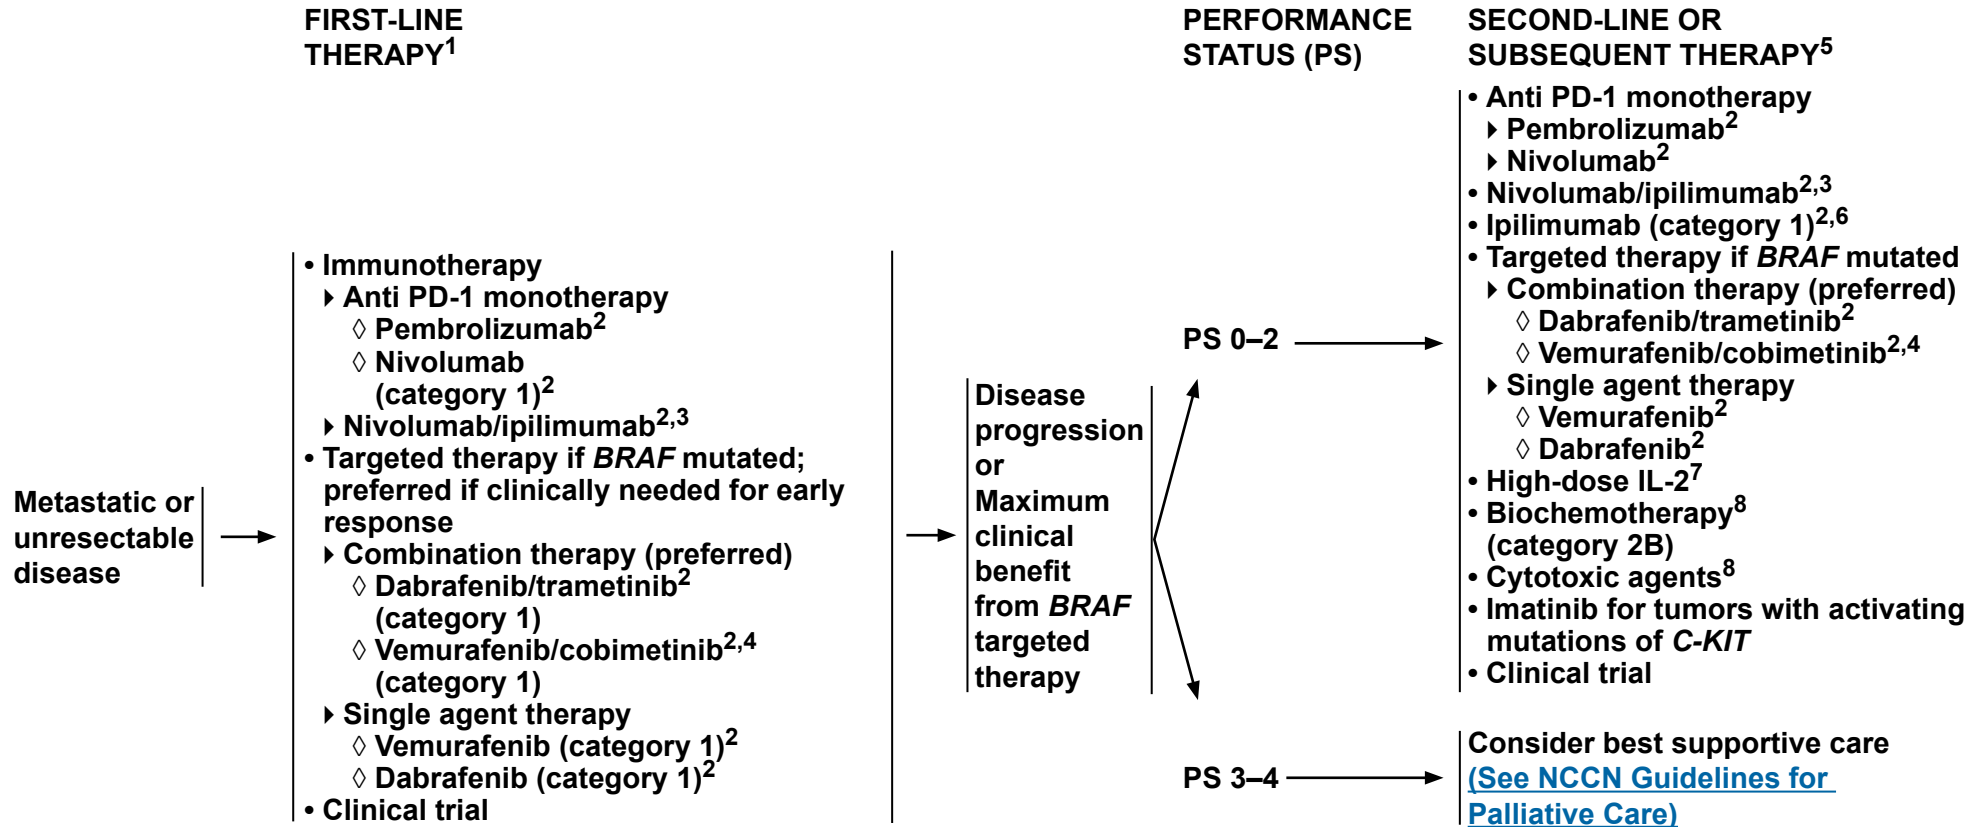 FIRST-LINE
THERAPY1
PERFORMANCE
STATUS (PS)
SECOND-LINE OR
SUBSEQUENT THERAPY5
Metastatic or
unresectable
disease
• Immunotherapy
▸ Anti PD-1 monotherapy
◊ Pembrolizumab2
◊ Nivolumab
(category 1)2
▸ Nivolumab/ipilimumab2,3
• Targeted therapy if BRAF mutated;
preferred if clinically needed for early
response
▸ Combination therapy (preferred)
◊ Dabrafenib/trametinib2
(category 1)
◊ Vemurafenib/cobimetinib2,4
(category 1)
▸ Single agent therapy
◊ Vemurafenib (category 1)2
◊ Dabrafenib (category 1)2
• Clinical trial
Disease
progression
or
Maximum
clinical
benefit
from BRAF
targeted
therapy
PS 0–2
• Anti PD-1 monotherapy
▸ Pembrolizumab2
▸ Nivolumab2
• Nivolumab/ipilimumab2,3
• Ipilimumab (category 1)2,6
• Targeted therapy if BRAF mutated
▸ Combination therapy (preferred)
◊ Dabrafenib/trametinib2
◊ Vemurafenib/cobimetinib2,4
▸ Single agent therapy
◊ Vemurafenib2
◊ Dabrafenib2
• High-dose IL-27
• Biochemotherapy8
(category 2B)
• Cytotoxic agents8
• Imatinib for tumors with activating
mutations of C-KIT
• Clinical trial
PS 3–4
Consider best supportive care
(See NCCN Guidelines for
Palliative Care)